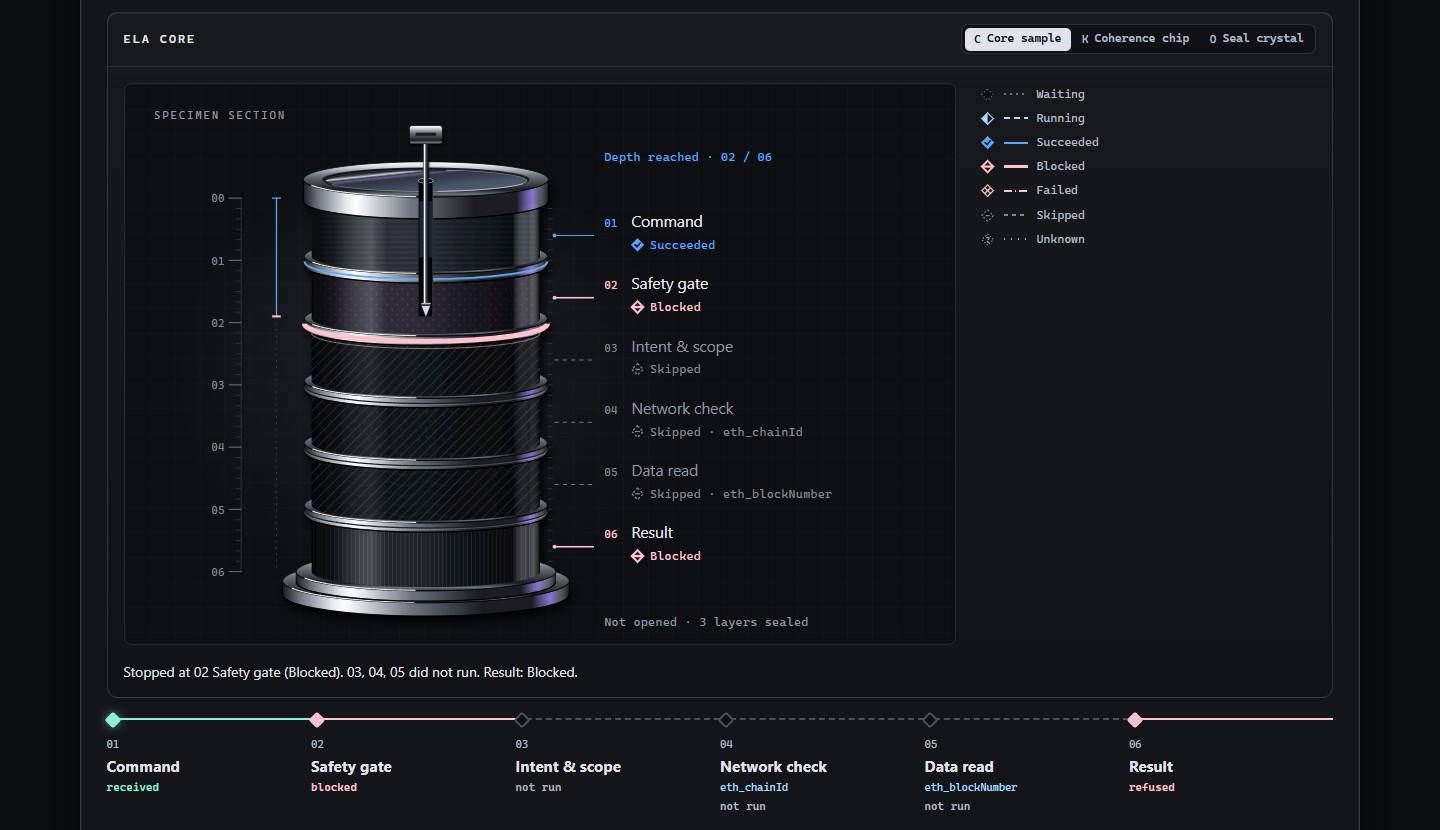 ELA CORE
C Core sample
K Coherence chip
O Seal crystal
SPECIMEN SECTION
Depth reached · 02 / 06
00
01
02
03
04
05
06
01 Command
Succeeded
02 Safety gate
Blocked
03 Intent & scope
Skipped
04 Network check
Skipped · eth_chainId
05 Data read
Skipped · eth_blockNumber
06 Result
Blocked
Not opened · 3 layers sealed
Waiting
Running
Succeeded
Blocked
Failed
Skipped
Unknown
Stopped at 02 Safety gate (Blocked). 03, 04, 05 did not run. Result: Blocked.
01
Command
received
02
Safety gate
blocked
03
Intent & scope
not run
04
Network check
eth_chainId
not run
05
Data read
eth_blockNumber
not run
06
Result
refused